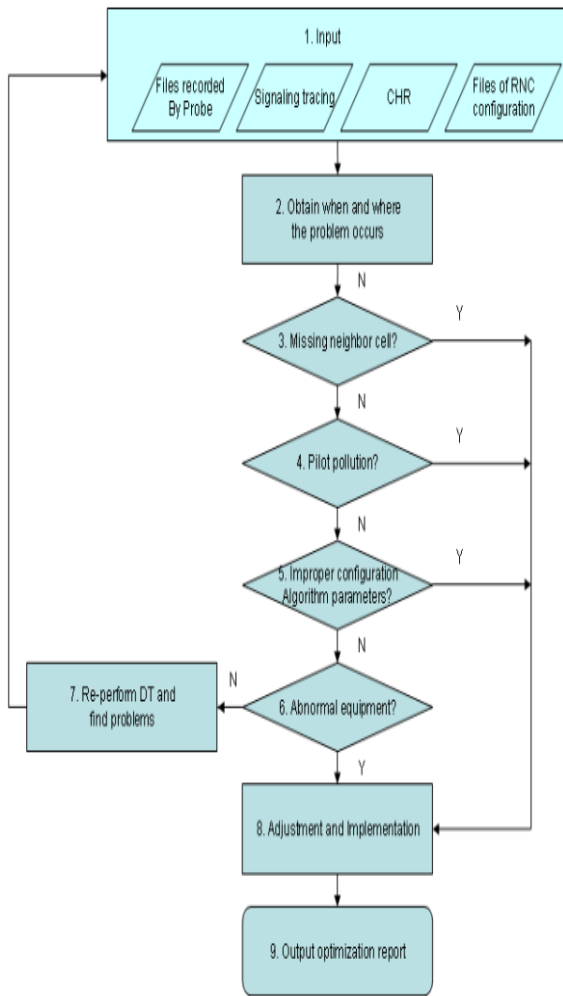 1. Input
Files recorded
By Probe
Signaling tracing
CHR
Files of RNC
configuration
2. Obtain when and where
the problem occurs
N
3. Missing neighbor cell?
Y
N
4. Pilot pollution?
Y
N
5. Improper configuration
Algorithm parameters?
Y
N
6. Abnormal equipment?
N
7. Re-perform DT and
find problems
Y
8. Adjustment and Implementation
9. Output optimization report